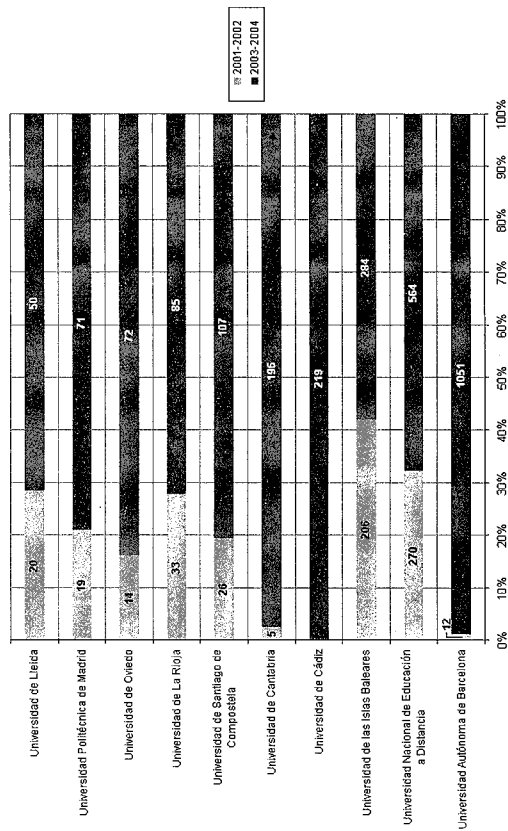 2001-2002
2003-2004
Universidad de Lleida
20
50
Universidad Politécnica de Madrid
19
71
Universidad de Oviedo
14
72
Universidad de La Rioja
33
85
Universidad de Santiago de
Compostela
26
107
Universidad de Cantabria
5
196
Universidad de Cádiz
219
Universidad de las Islas Baleares
206
284
Universidad Nacional de Educación
a Distancia
270
564
Universidad Autónoma de Barcelona
12
1051
0%
10%
20%
30%
40%
50%
60%
70%
80%
90%
100%